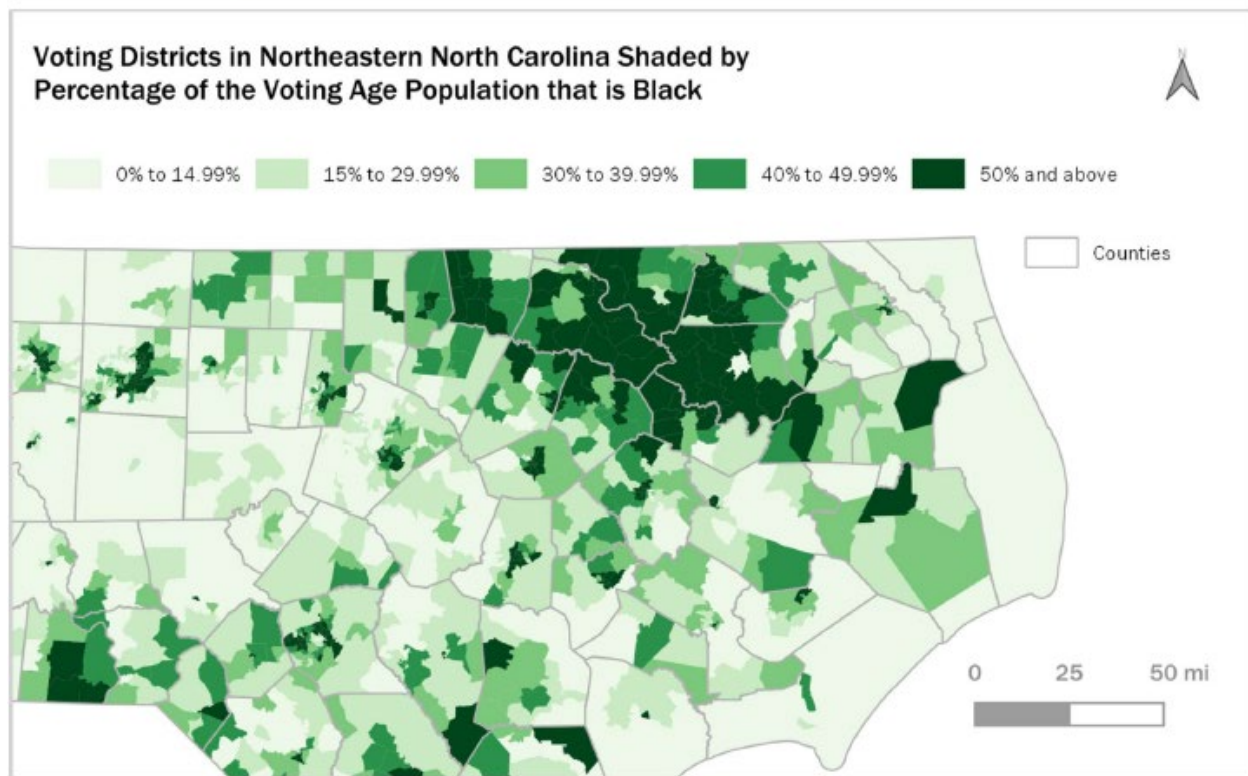 Voting Districts in Northeastern North Carolina Shaded by
Percentage of the Voting Age Population that is Black
N
0% to 14.99%
15% to 29.99%
30% to 39.99%
40% to 49.99%
50% and above
Counties
0 25 50 mi